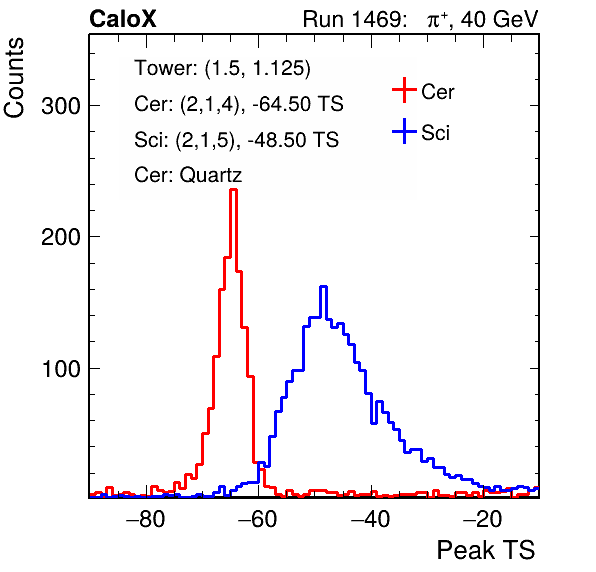 CaloX Run 1469: π⁺, 40 GeV
Counts
Tower: (1.5, 1.125)
Cer: (2,1,4), -64.50 TS
Sci: (2,1,5), -48.50 TS
Cer: Quartz
Cer
Sci
300
200
100
−80 −60 −40 −20
Peak TS